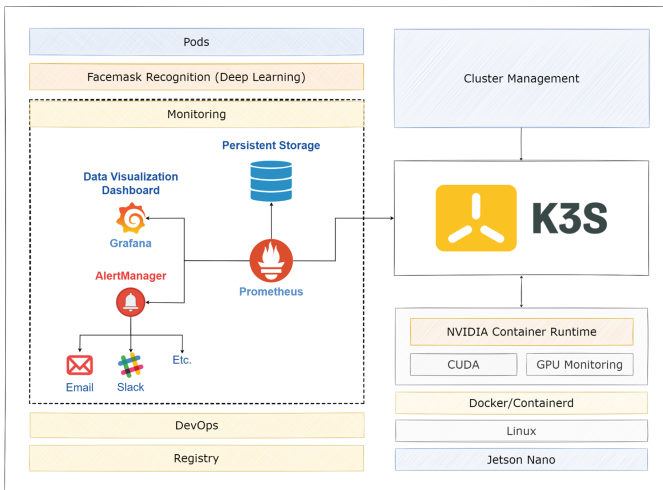 Pods
Facemask Recognition (Deep Learning)
Monitoring
Persistent Storage
Data Visualization
Dashboard
Grafana
AlertManager
Prometheus
Email
Slack
Etc.
DevOps
Registry
Cluster Management
K3S
NVIDIA Container Runtime
CUDA
GPU Monitoring
Docker/Containerd
Linux
Jetson Nano